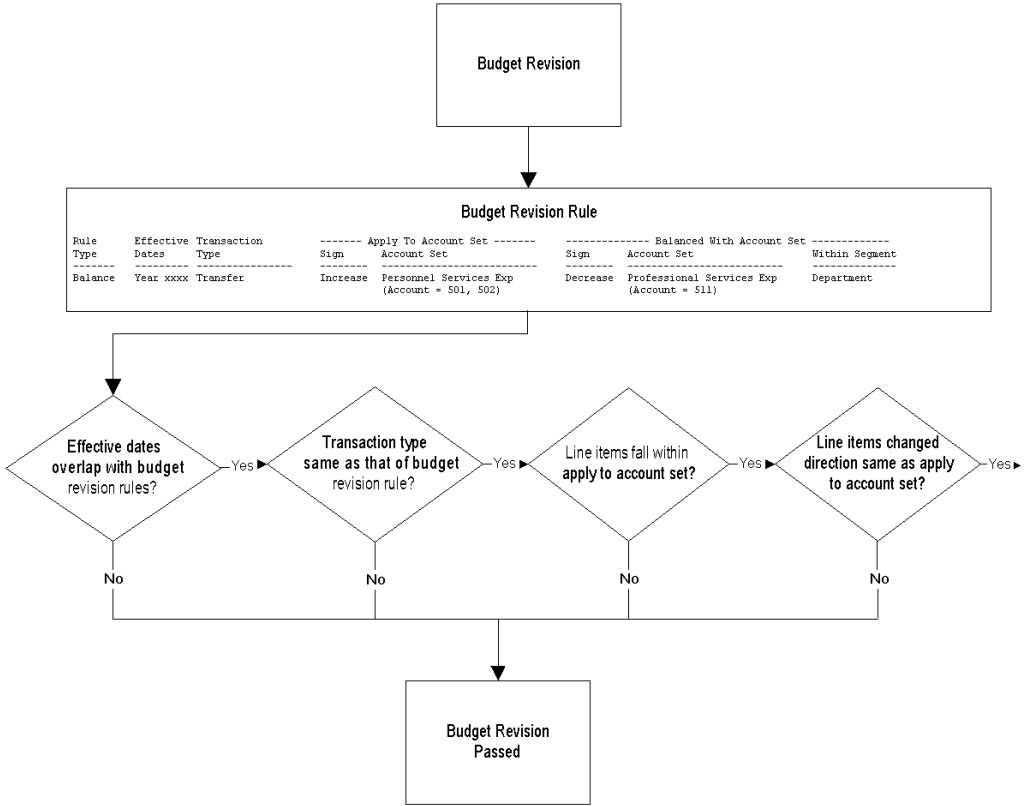 Budget Revision
Budget Revision Rule
Rule Effective Transaction ------- Apply To Account Set ------- -------------- Balanced With Account Set -------------
Type Dates Type Sign Account Set Sign Account Set Within Segment
------- --------- ---------------- -------- -------------------------- -------- -------------------------- --------------
Balance Year xxxx Transfer Increase Personnel Services Exp Decrease Professional Services Exp Department
(Account = 501, 502) (Account = 511)
Effective dates
overlap with budget
revision rules?
Yes
Transaction type
same as that of budget
revision rule?
Yes
Line items fall within
apply to account set?
Yes
Line items changed
direction same as apply
to account set?
Yes
No
No
No
No
Budget Revision
Passed